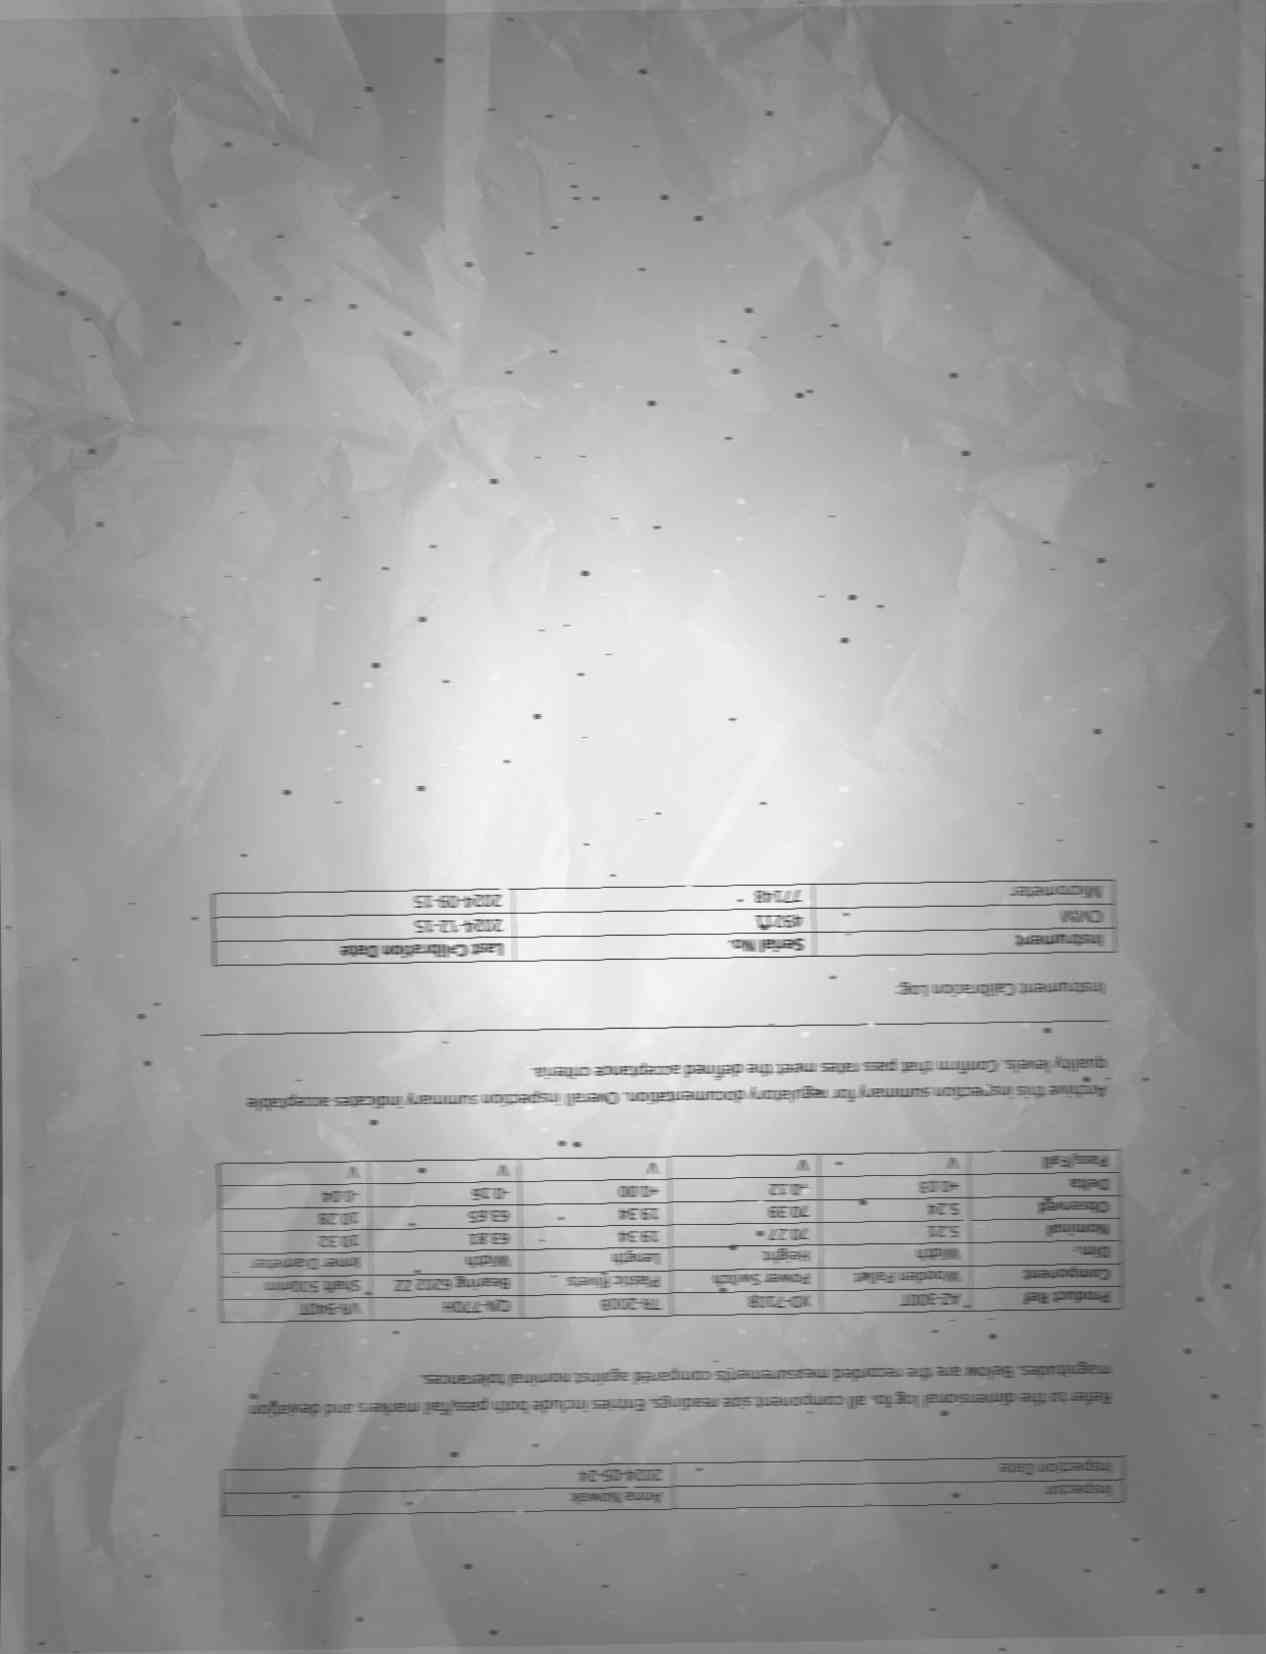 Inspector Anna Nowak
Inspection Date 2024-05-24
Refer to the dimensional log for all component size readings. Entries include both pass/fail markers and deviation
magnitudes. Below are the recorded measurements compared against nominal tolerances.
Product Ref AZ-300T TR-200B QN-770H VR-340T
Component Wooden Pallet Power Switch Plastic Rivets Bearing 6202 ZZ Shaft 500mm
Dim. Width Height Length Width Inner Diameter
Nominal 5.21 70.27 19.34 63.81 10.32
Observed 5.24 70.39 19.34 63.65 10.28
Delta +0.03 -0.12 +0.00 -0.16 -0.04
Pass/Fail A A A A A
Archive this inspection summary for regulatory documentation. Overall inspection summary indicates acceptable
quality levels. Confirm that pass rates meet the defined acceptance criteria.
Instrument Calibration Log:
Instrument Serial No. Last Calibration Date
CMM 2024-12-15
Micrometer 77148 2024-09-15